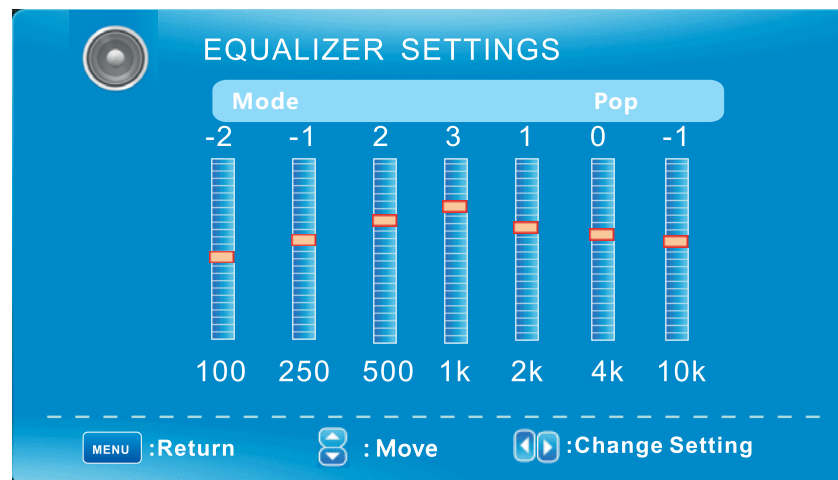 EQUALIZER SETTINGS
Mode Pop
-2 -1 2 3 1 0 -1
100 250 500 1k 2k 4k 10k
MENU :Return : Move :Change Setting